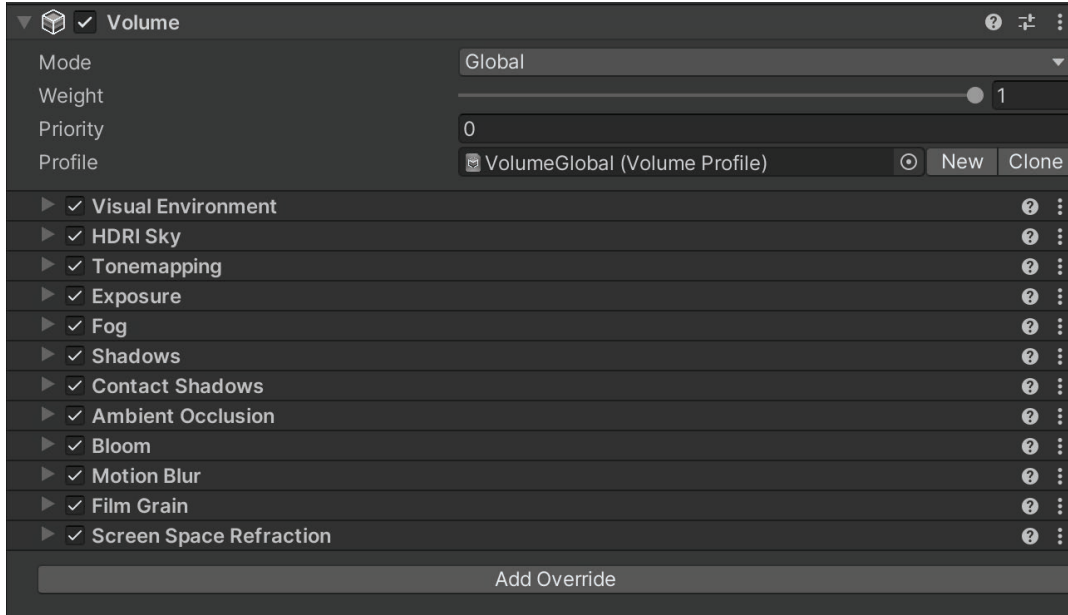 Volume
Mode Global
Weight 1
Priority 0
Profile VolumeGlobal (Volume Profile) New Clone
Visual Environment
HDRI Sky
Tonemapping
Exposure
Fog
Shadows
Contact Shadows
Ambient Occlusion
Bloom
Motion Blur
Film Grain
Screen Space Refraction
Add Override